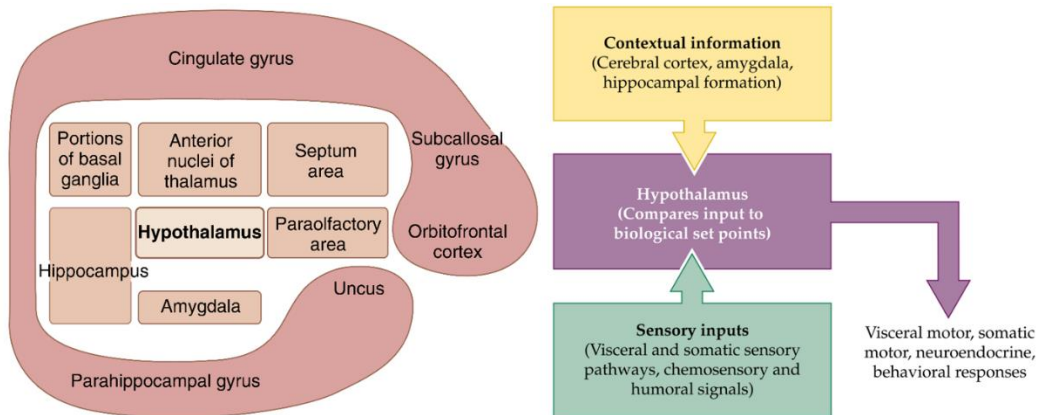 Cingulate gyrus
Portions
of basal
ganglia
Anterior
nuclei of
thalamus
Septum
area
Subcallosal
gyrus
Hippocampus
Hypothalamus
Paraolfactory
area
Orbitofrontal
cortex
Amygdala
Uncus
Parahippocampal gyrus
Contextual information
(Cerebral cortex, amygdala,
hippocampal formation)
Hypothalamus
(Compares input to
biological set points)
Sensory inputs
(Visceral and somatic sensory
pathways, chemosensory and
humoral signals)
Visceral motor, somatic
motor, neuroendocrine,
behavioral responses